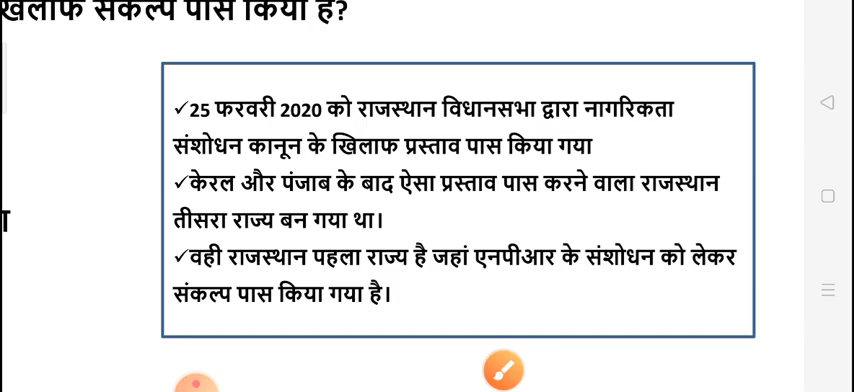 खिलाफ संकल्प पास किया है?
✓25 फरवरी 2020 को राजस्थान विधानसभा द्वारा नागरिकता
संशोधन कानून के खिलाफ प्रस्ताव पास किया गया
✓केरल और पंजाब के बाद ऐसा प्रस्ताव पास करने वाला राजस्थान
तीसरा राज्य बन गया था।
✓वही राजस्थान पहला राज्य है जहां एनपीआर के संशोधन को लेकर
संकल्प पास किया गया है।